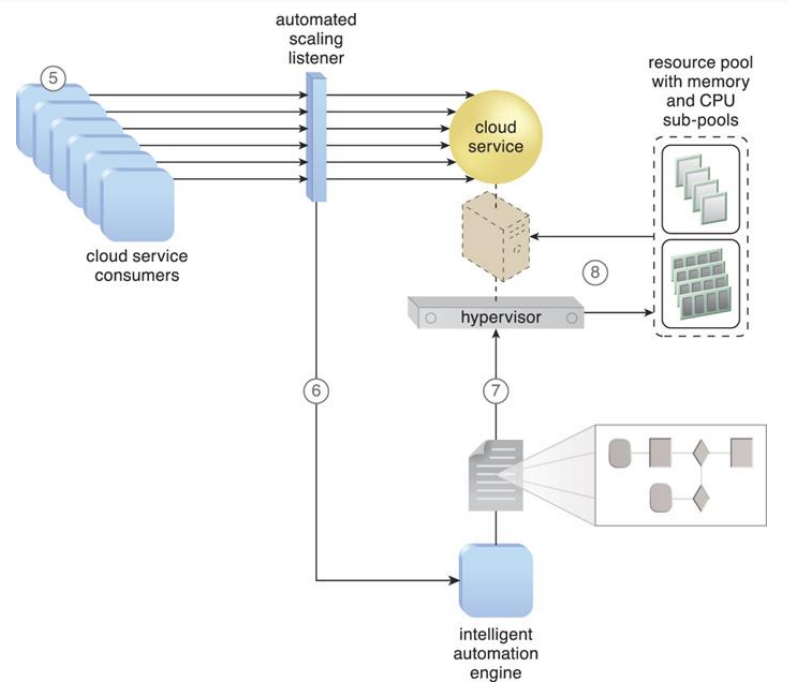 automated
scaling
listener
resource pool
with memory
and CPU
sub-pools
5
cloud
service
cloud service
consumers
8
hypervisor
6
7
intelligent
automation
engine